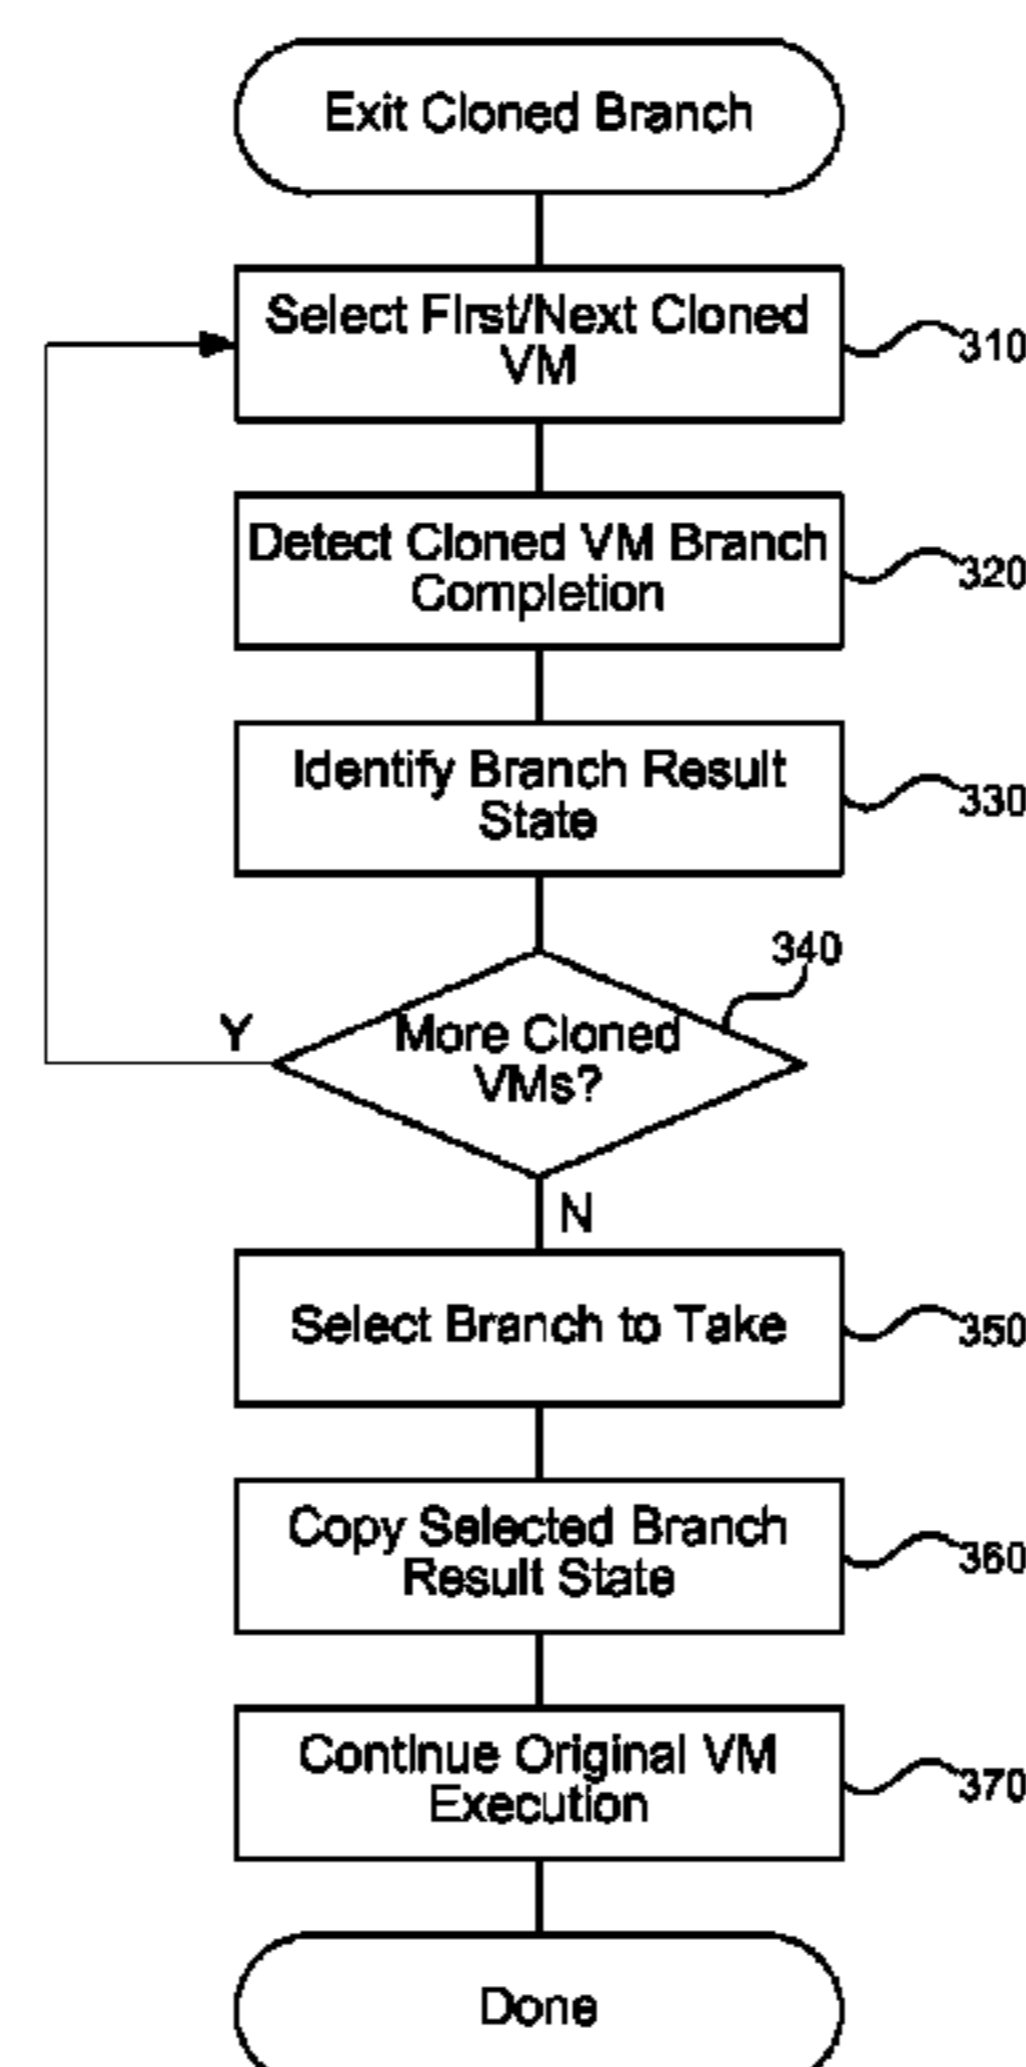 Exit Cloned Branch
Select First/Next Cloned
VM
310
Detect Cloned VM Branch
Completion
320
Identify Branch Result
State
330
340
Y
More Cloned
VMs?
N
Select Branch to Take
350
Copy Selected Branch
Result State
360
Continue Original VM
Execution
370
Done